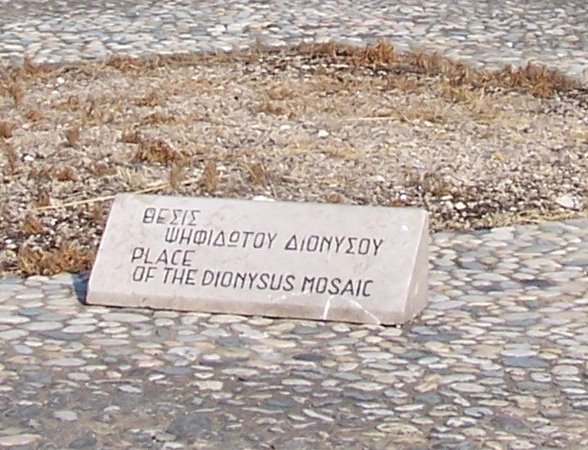 ΘΕΣΙΣ
ΨΗΦΙΔΩΤΟΥ ΔΙΟΝΥΣΟΥ
PLACE
OF THE DIONYSUS MOSAIC